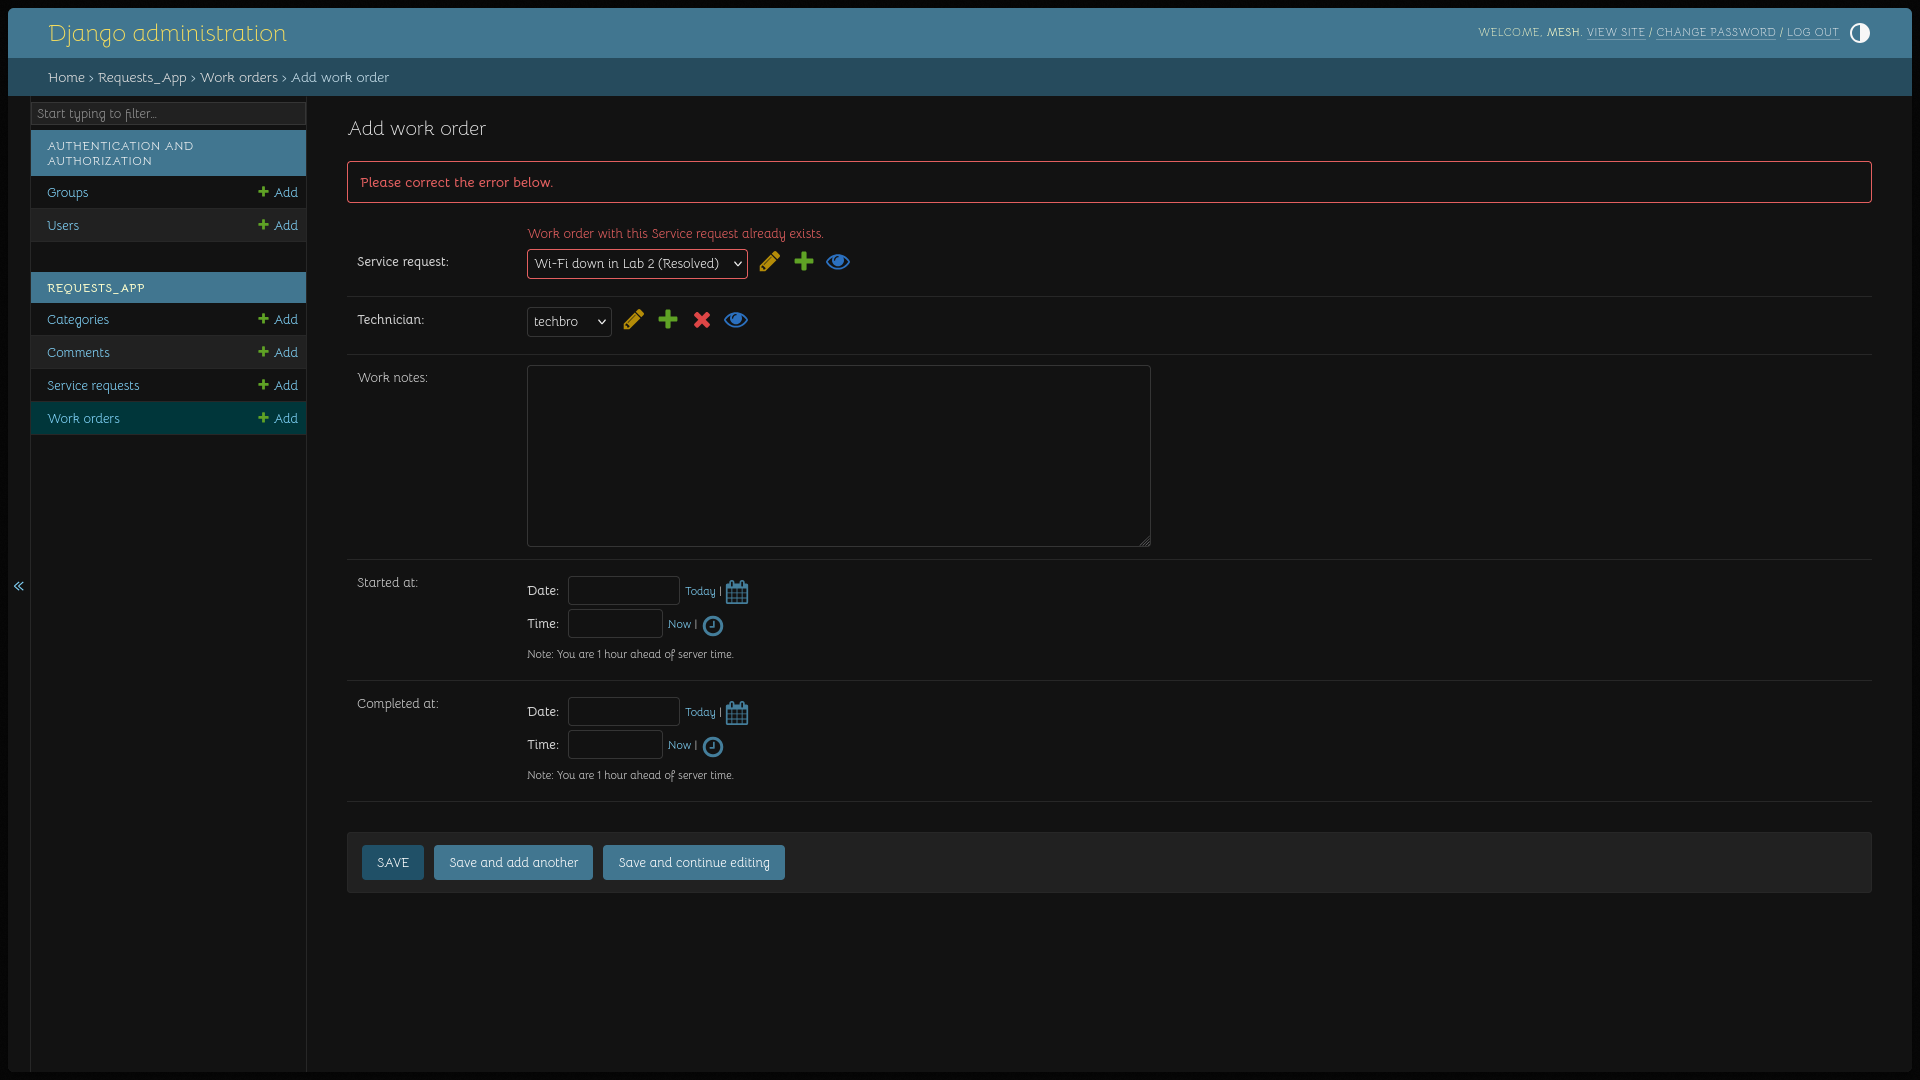 Django administration
WELCOME, MESH. VIEW SITE / CHANGE PASSWORD / LOG OUT
Home › Requests_App › Work orders › Add work order
Start typing to filter...
AUTHENTICATION AND
AUTHORIZATION
Groups
Add
Users
Add
REQUESTS_APP
Categories
Add
Comments
Add
Service requests
Add
Work orders
Add
«
Add work order
Please correct the error below.
Work order with this Service request already exists.
Service request:
Wi-Fi down in Lab 2 (Resolved)
Technician:
techbro
Work notes:
Started at:
Date:
Today |
Time:
Now |
Note: You are 1 hour ahead of server time.
Completed at:
Date:
Today |
Time:
Now |
Note: You are 1 hour ahead of server time.
SAVE
Save and add another
Save and continue editing